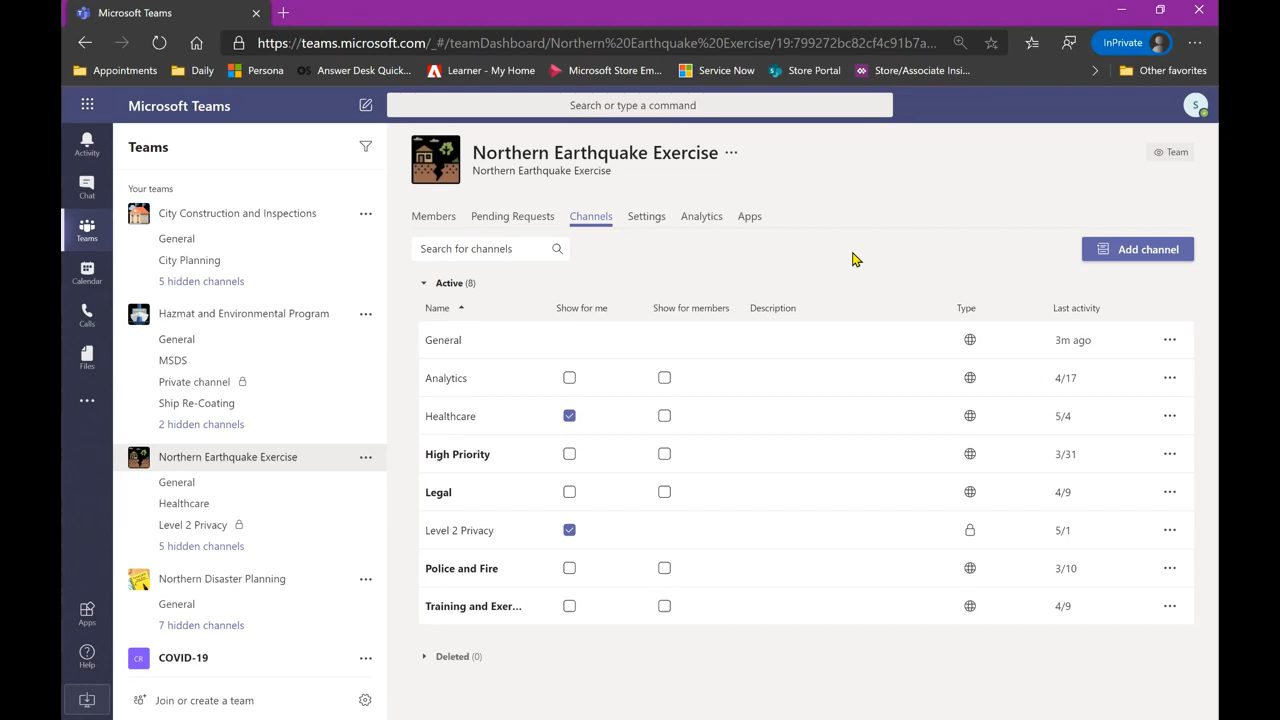 Microsoft Teams
https://teams.microsoft.com/_#/teamDashboard/Northern%20Earthquake%20Exercise/19:799272bc82cf4c91b7a...
InPrivate
Appointments
Daily
Persona
OS Answer Desk Quick...
Learner - My Home
Microsoft Store Em...
Service Now
Store Portal
Store/Associate Insi...
Other favorites
Microsoft Teams
Search or type a command
S
Activity
Chat
Teams
Calendar
Calls
Files
Apps
Help
Teams
Your teams
City Construction and Inspections
General
City Planning
5 hidden channels
Hazmat and Environmental Program
General
MSDS
Private channel
Ship Re-Coating
2 hidden channels
Northern Earthquake Exercise
General
Healthcare
Level 2 Privacy
5 hidden channels
Northern Disaster Planning
General
7 hidden channels
CR COVID-19
Join or create a team
Northern Earthquake Exercise
Northern Earthquake Exercise
Team
Members Pending Requests Channels Settings Analytics Apps
Search for channels
Add channel
Active (8)
Name Show for me Show for members Description Type Last activity
General 3m ago
Analytics 4/17
Healthcare 5/4
High Priority 3/31
Legal 4/9
Level 2 Privacy 5/1
Police and Fire 3/10
Training and Exer... 4/9
Deleted (0)